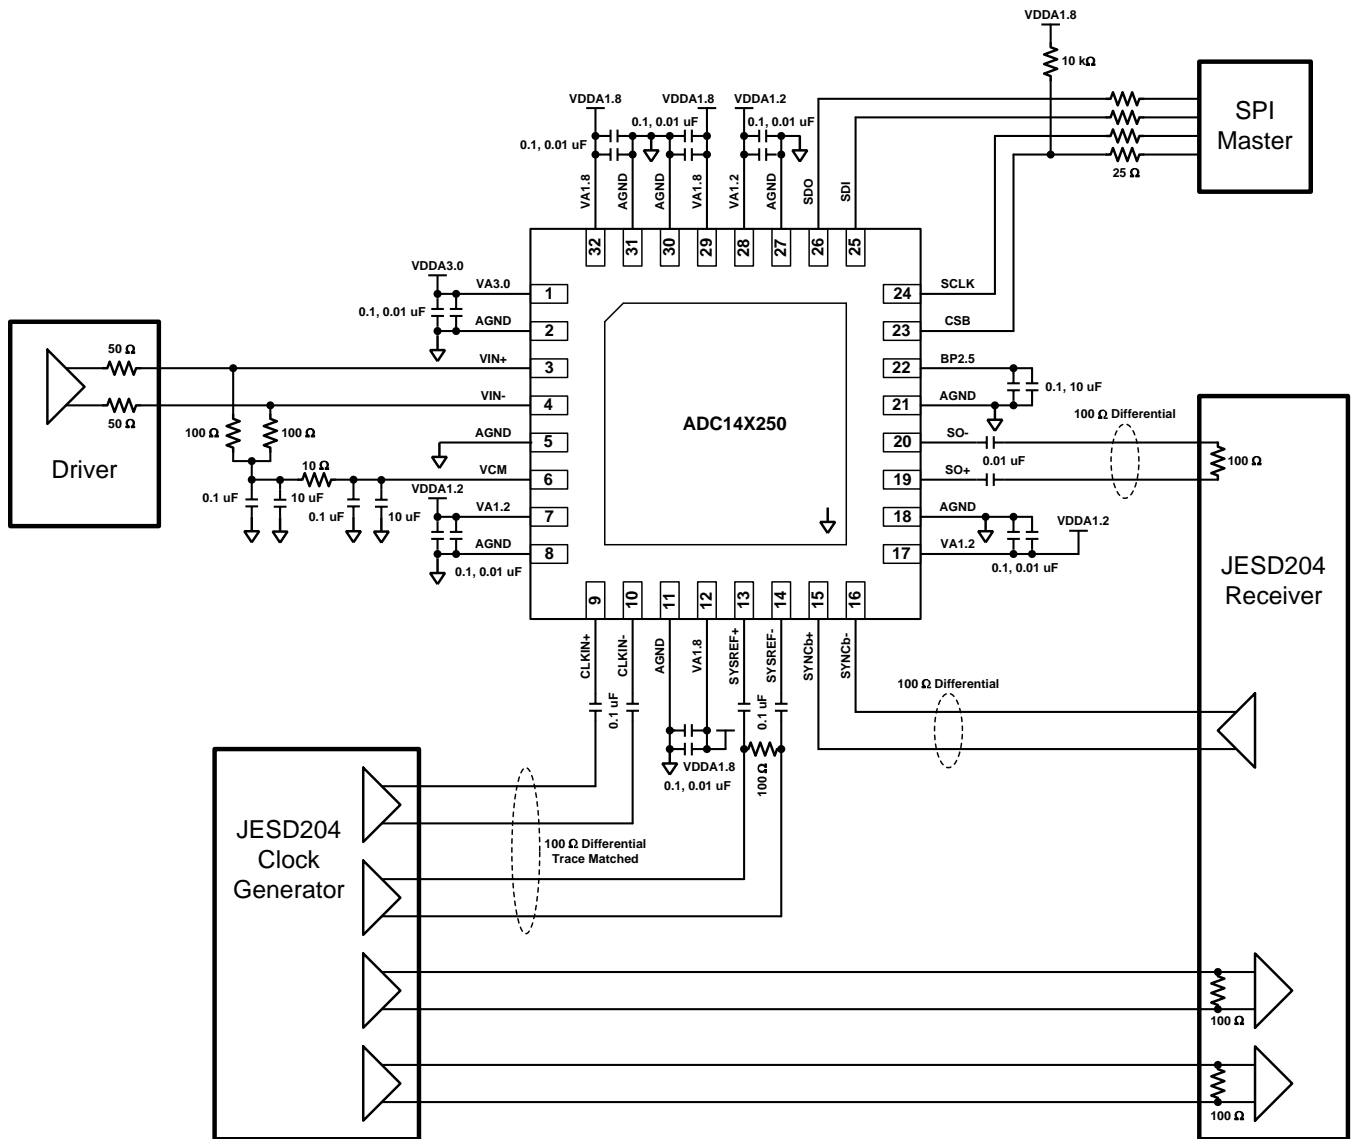 VDDA1.8
10 kΩ
SPI
Master
25 Ω
VDDA1.8
VDDA1.8
VDDA1.2
0.1, 0.01 uF
0.1, 0.01 uF
0.1, 0.01 uF
VA1.8
AGND
AGND
VA1.8
VA1.2
AGND
SDO
SDI
32
31
30
29
28
27
26
25
VDDA3.0
VA3.0
1
24
SCLK
0.1, 0.01 uF
AGND
2
23
CSB
50 Ω
VIN+
3
22
BP2.5
0.1, 10 uF
VIN-
4
21
AGND
50 Ω
100 Ω
100 Ω
Driver
ADC14X250
100 Ω Differential
AGND
5
20
SO-
0.01 uF
100 Ω
10 Ω
VCM
6
19
SO+
0.1 uF
10 uF
0.1 uF
10 uF
VDDA1.2
VA1.2
7
18
AGND
VDDA1.2
AGND
8
17
VA1.2
0.1, 0.01 uF
0.1, 0.01 uF
JESD204
Receiver
9
10
11
12
13
14
15
16
CLKIN+
CLKIN-
AGND
VA1.8
SYSREF+
SYSREF-
SYNCb+
SYNCb-
0.1 uF
0.1 uF
100 Ω Differential
VDDA1.8
0.1, 0.01 uF
100 Ω
JESD204
Clock
Generator
100 Ω Differential
Trace Matched
100 Ω
100 Ω